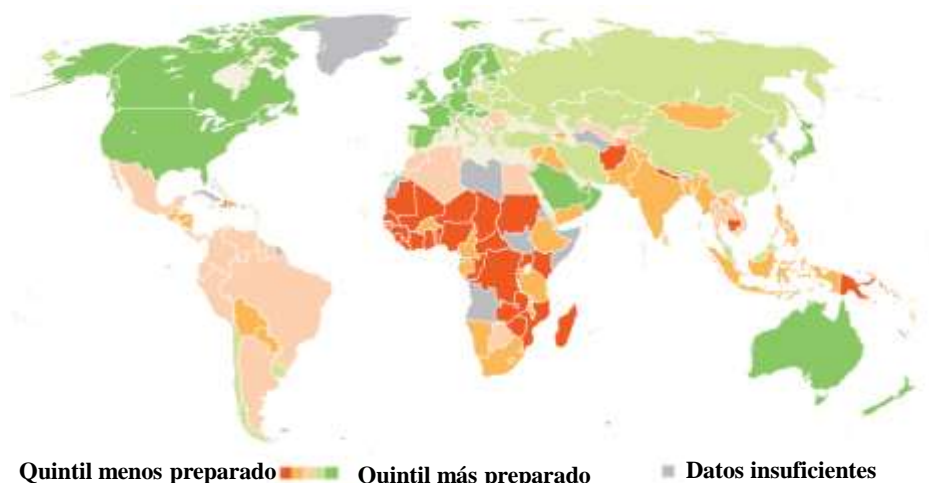 Quintil menos preparado
Quintil más preparado
Datos insuficientes